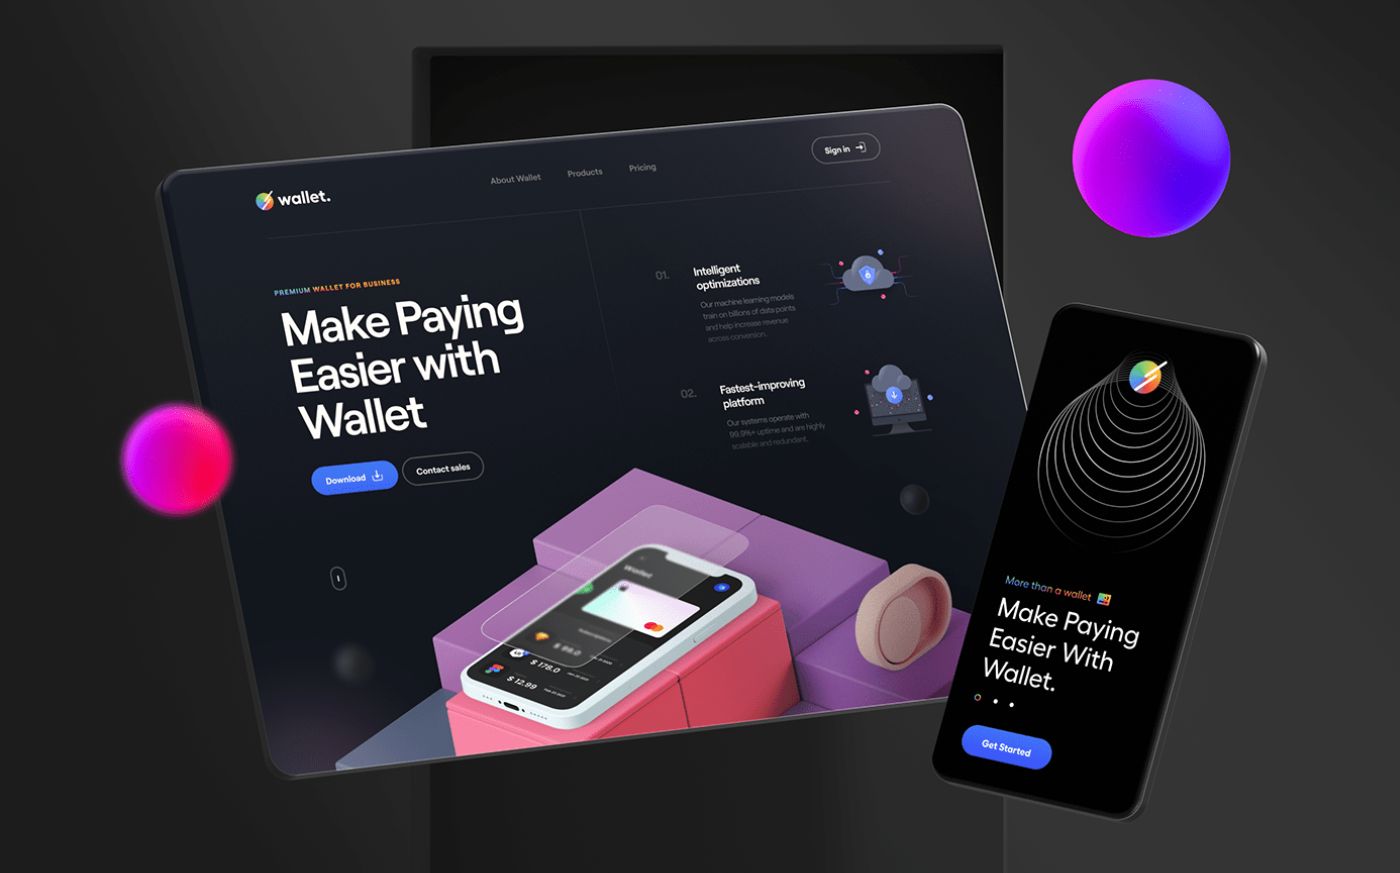 wallet.
About Wallet
Products
Pricing
Sign in
PREMIUM WALLET FOR BUSINESS
Make Paying
Easier with
Wallet
Download
Contact sales
01.
Intelligent
optimizations
Our machine learning models
train on billions of data points
and help increase revenue
across conversion.
02.
Fastest-improving
platform
Our systems operate with
99.9%+ uptime and are highly
scalable and redundant.
Wallet
$ 178.0
$ 12.99
More than a wallet
Make Paying
Easier With
Wallet.
Get Started